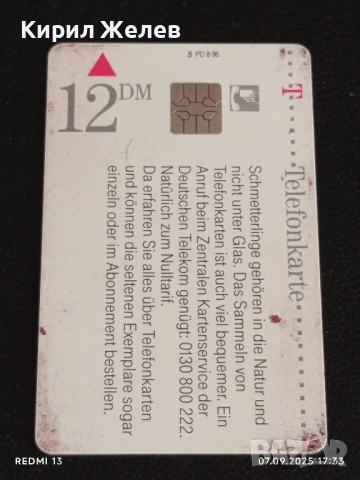 Кирил Желев
S PD 8 96
12 DM
T
Telefonkarte
Schmetterlinge gehören in die Natur und
nicht unter Glas. Das Sammeln von
Telefonkarten ist auch viel bequemer. Ein
Anruf beim Zentralen Kartenservice der
Deutschen Telekom genügt: 0130 800 222.
Natürlich zum Nulltarif.
Da erfahren Sie alles über Telefonkarten
und können die seltenen Exemplare sogar
einzeln oder im Abonnement bestellen.
REDMI 13
07.09.2025 17:33